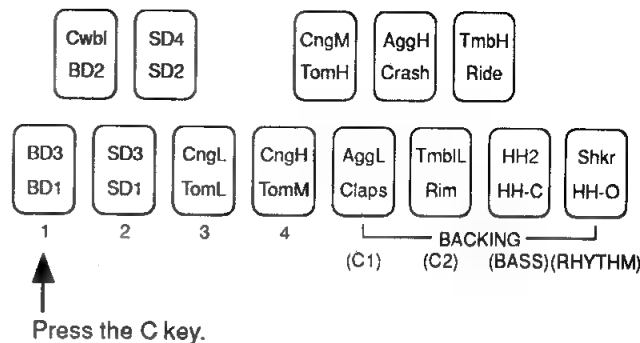 Cwbl SD4 CngM AggH TmbH
BD2 SD2 TomH Crash Ride
BD3 SD3 CngL CngH AggL TmblL HH2 Shkr
BD1 SD1 TomL TomM Claps Rim HH-C HH-O
1 2 3 4 BACKING
(C1) (C2) (BASS) (RHYTHM)
Press the C key.